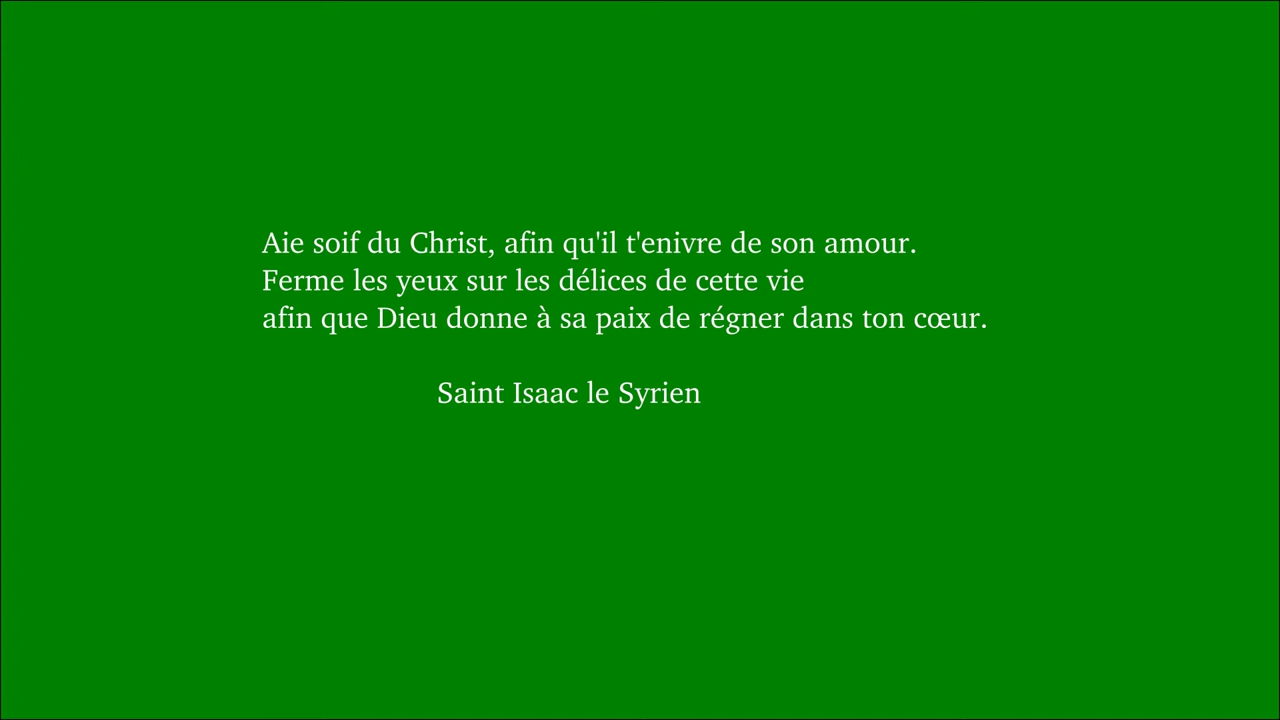 Aie soif du Christ, afin qu'il t'enivre de son amour.
Ferme les yeux sur les délices de cette vie
afin que Dieu donne à sa paix de régner dans ton cœur.
Saint Isaac le Syrien